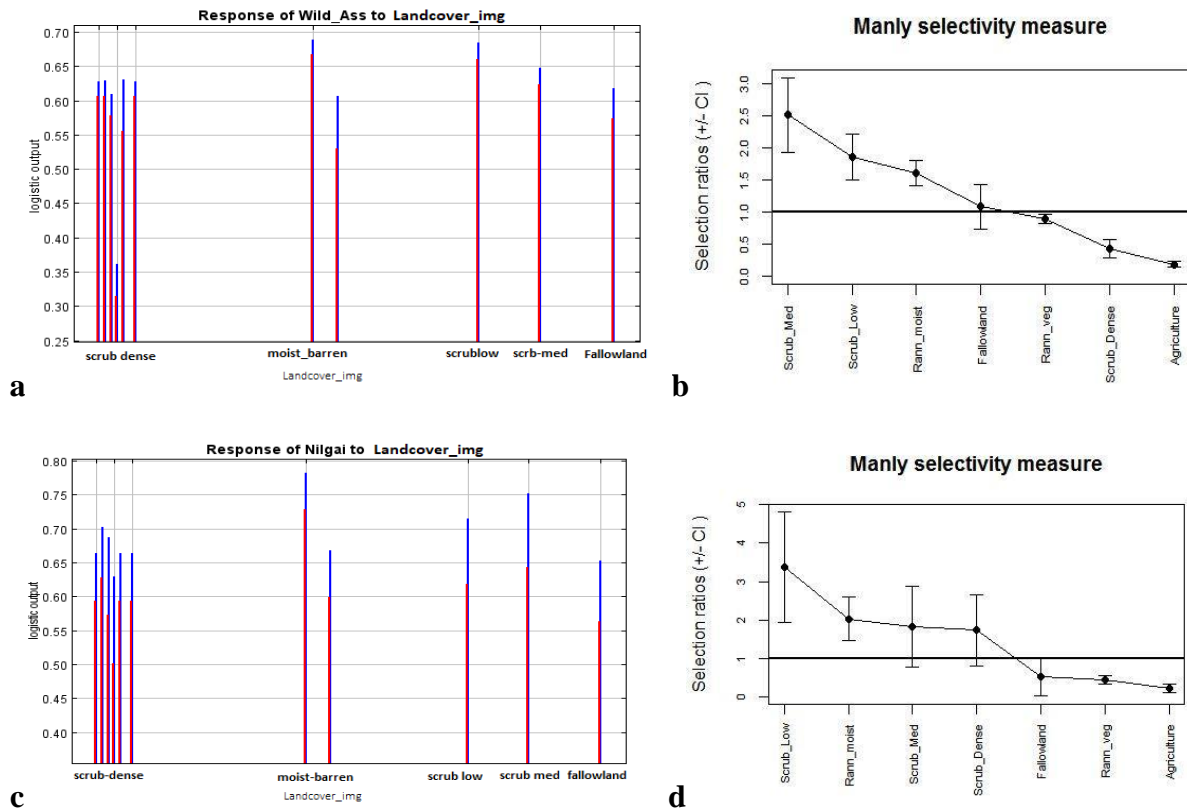 Response of Wild_Ass to Landcover_img
0.70
0.65
0.60
0.55
0.50
0.45
0.40
0.35
0.30
0.25
logistic output
scrub dense
moist_barren
scrublow
scrb-med
Fallowland
Landcover_img
a
Manly selectivity measure
Selection ratios (+/- CI )
3.0
2.5
2.0
1.5
1.0
0.5
0.0
Scrub_Med
Scrub_Low
Rann_moist
Fallowland
Rann_veg
Scrub_Dense
Agriculture
b
Response of Nilgai to Landcover_img
0.80
0.75
0.70
0.65
0.60
0.55
0.50
0.45
0.40
logistic output
scrub-dense
moist-barren
scrub low
scrub med
fallowland
Landcover_img
c
Manly selectivity measure
Selection ratios (+/- CI )
5
4
3
2
1
0
Scrub_Low
Rann_moist
Scrub_Med
Scrub_Dense
Fallowland
Rann_veg
Agriculture
d